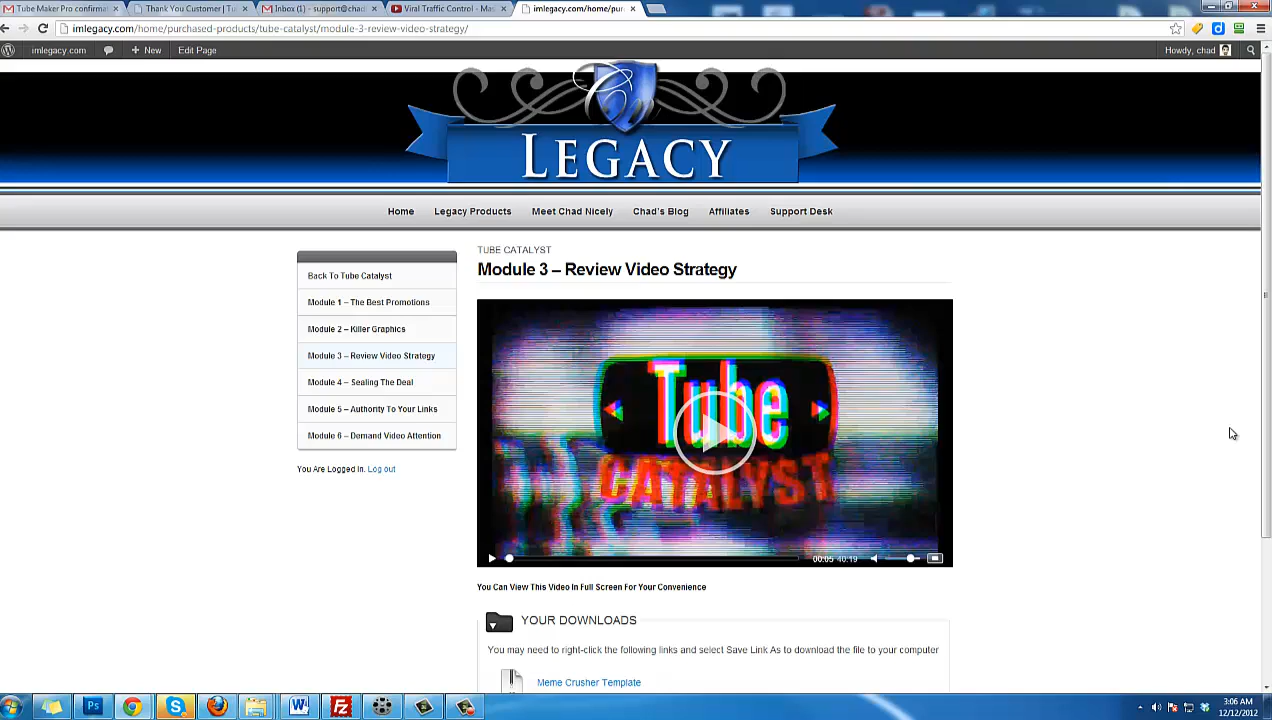 Tube Maker Pro confirma
Thank You Customer | Tu
Inbox (1) - support@chad
Viral Traffic Control - Mas
imlegacy.com/home/pur
imlegacy.com/home/purchased-products/tube-catalyst/module-3-review-video-strategy/
imlegacy.com
New
Edit Page
Howdy, chad
LEGACY
Home
Legacy Products
Meet Chad Nicely
Chad's Blog
Affiliates
Support Desk
Back To Tube Catalyst
Module 1 – The Best Promotions
Module 2 – Killer Graphics
Module 3 – Review Video Strategy
Module 4 – Sealing The Deal
Module 5 – Authority To Your Links
Module 6 – Demand Video Attention
You Are Logged in. Log out
TUBE CATALYST
Module 3 – Review Video Strategy
Tube
CATALYST
00:05 40:19
You Can View This Video In Full Screen For Your Convenience
YOUR DOWNLOADS
You may need to right-click the following links and select Save Link As to download the file to your computer
Meme Crusher Template
3:06 AM
12/12/2012